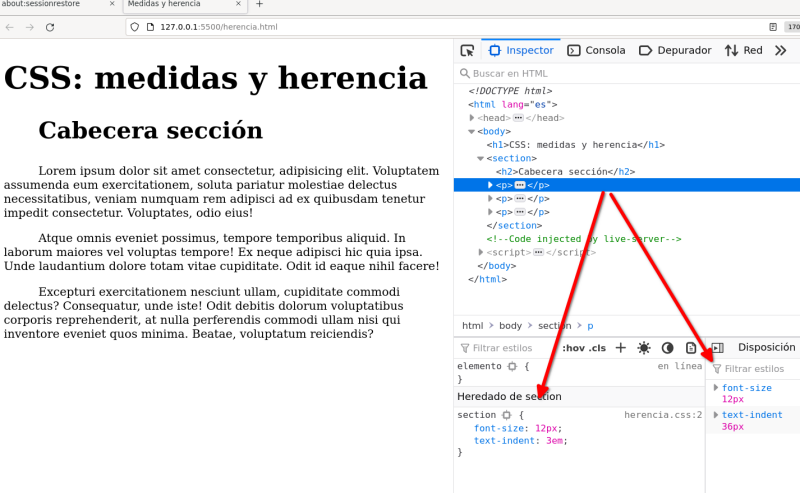 about:sessionrestore
Medidas y herencia
127.0.0.1:5500/herencia.html
170
CSS: medidas y herencia
Cabecera sección
Lorem ipsum dolor sit amet consectetur, adipisicing elit. Voluptatem
assumenda eum exercitationem, soluta pariatur molestiae delectus
necessitatibus, veniam numquam rem adipisci ad ex quibusdam tenetur
impedit consectetur. Voluptates, odio eius!
Atque omnis eveniet possimus, tempore temporibus aliquid. In
laborum maiores vel voluptas tempore! Ex neque adipisci hic quia ipsa.
Unde laudantium dolore totam vitae cupiditate. Odit id eaque nihil facere!
Excepturi exercitationem nesciunt ullam, cupiditate commodi
delectus? Consequatur, unde iste! Odit debitis dolorum voluptatibus
corporis reprehenderit, at nulla perferendis commodi ullam nisi qui
inventore eveniet quos minima. Beatae, voluptatum reiciendis?
Inspector
Consola
Depurador
Red
Buscar en HTML
<!DOCTYPE html>
<html lang="es">
<head> ••• </head>
<body>
<h1>CSS: medidas y herencia</h1>
<section>
<h2>Cabecera sección</h2>
<p> ••• </p>
<p> ••• </p>
<p> ••• </p>
</section>
<!--Code injected by live-server-->
<script> ••• </script>
</body>
</html>
html > body > section > p
Filtrar estilos
:hov .cls
elemento { en línea
}
Heredado de section
section { herencia.css:2
font-size: 12px;
text-indent: 3em;
}
Disposición
Filtrar estilos
font-size
12px
text-indent
36px